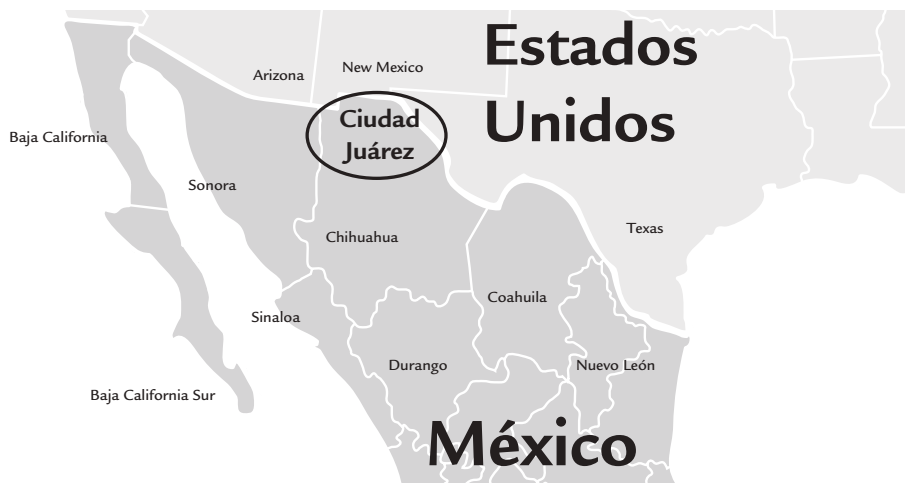 Estados
Unidos
Arizona
New Mexico
Ciudad
Juárez
Baja California
Sonora
Chihuahua
Texas
Coahuila
Sinaloa
Durango
Nuevo León
Baja California Sur
México